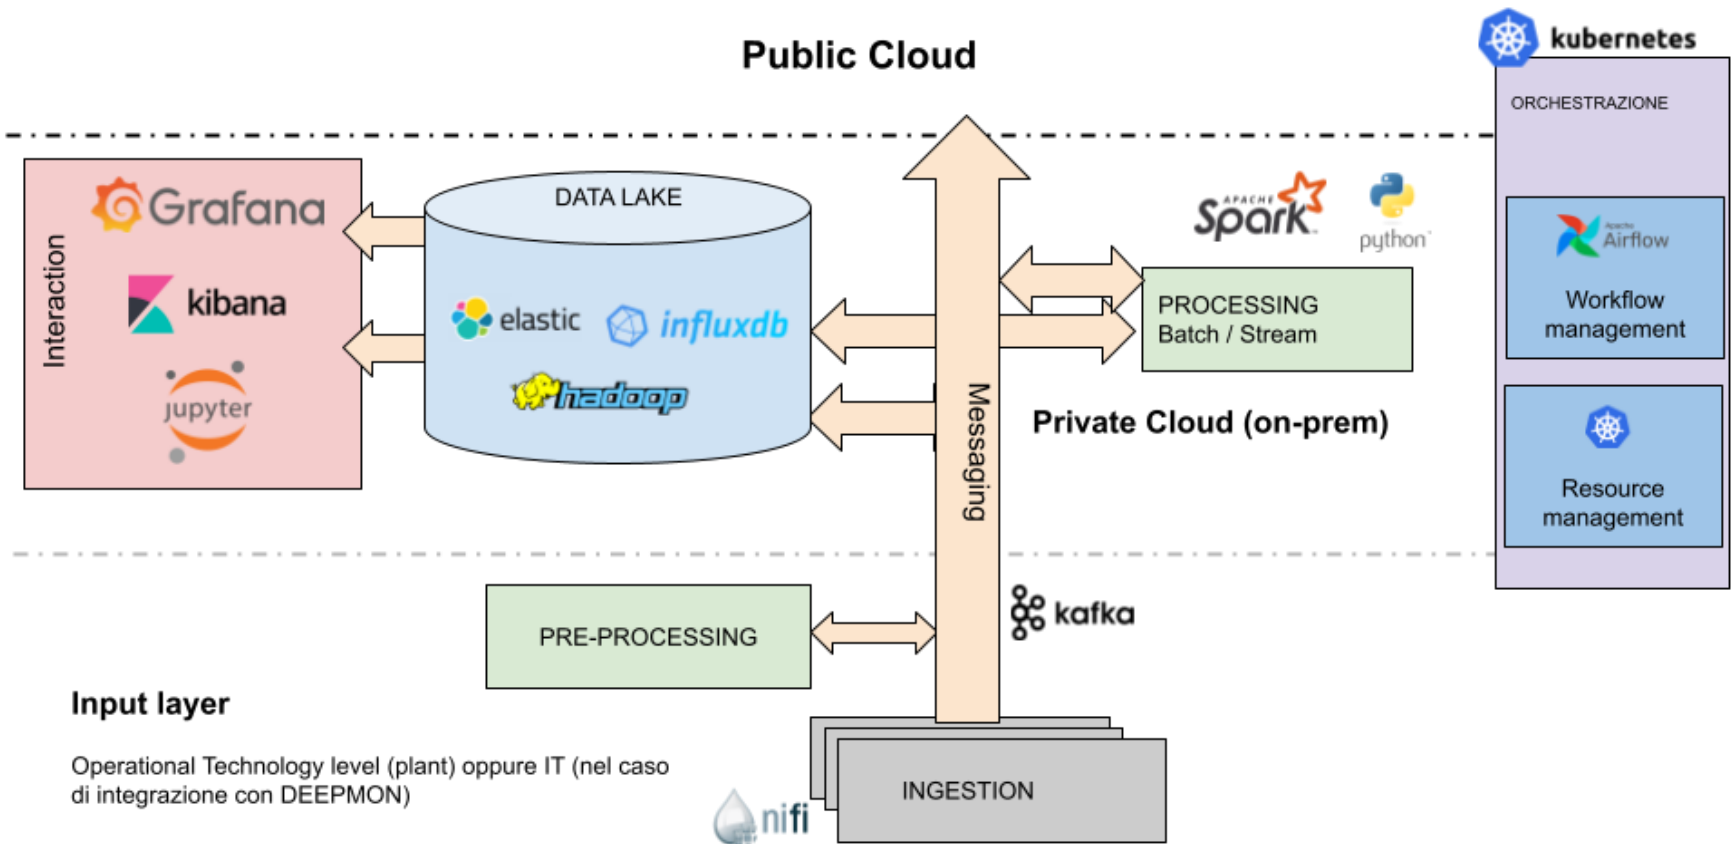 Public Cloud
kubernetes
ORCHESTRAZIONE
Interaction
Grafana
kibana
jupyter
DATA LAKE
elastic
influxdb
hadoop
Messaging
APACHE
Spark
python
PROCESSING
Batch / Stream
Private Cloud (on-prem)
Apache
Airflow
Workflow
management
Resource
management
PRE-PROCESSING
kafka
Input layer
Operational Technology level (plant) oppure IT (nel caso
di integrazione con DEEPMON)
nifi
INGESTION